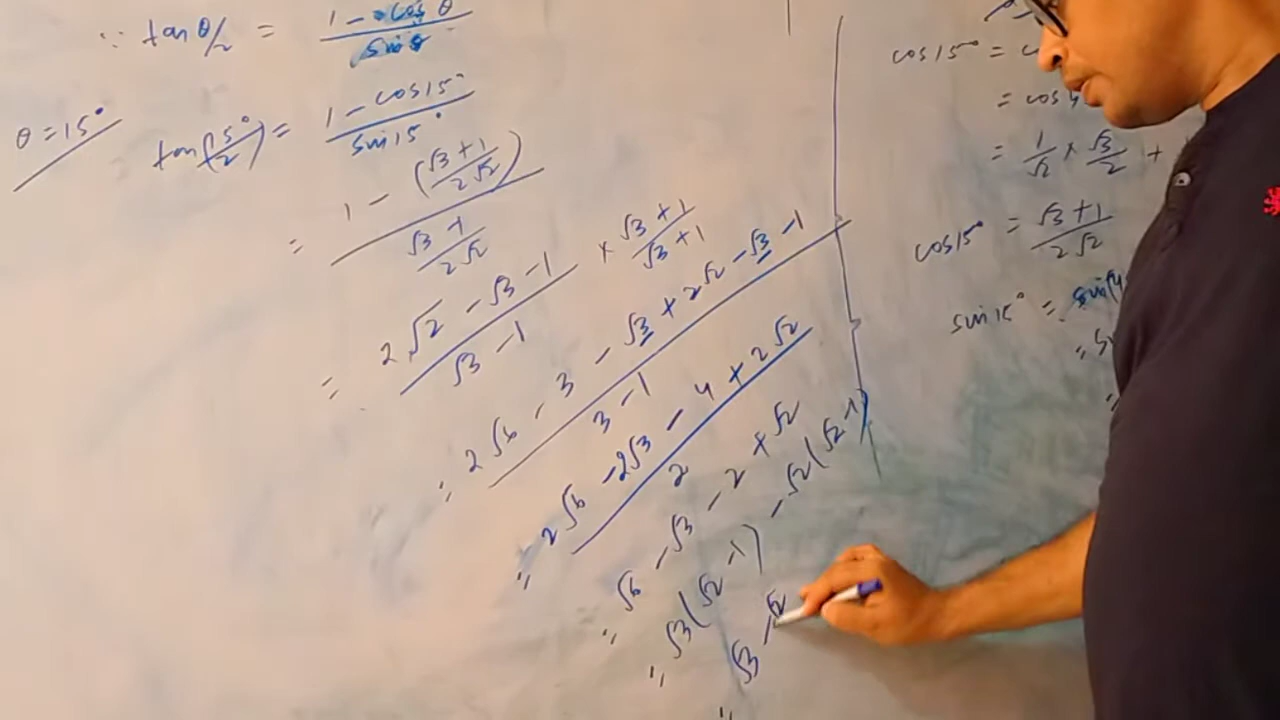 ∴ tan θ/2 = (1 - cos θ)/(sin θ)
θ = 15°
tan(15°/2) = (1 - cos 15°)/(sin 15°)
= (1 - ((√3 + 1)/(2√2)))/((√3 - 1)/(2√2))
= (2√2 - √3 - 1)/(√3 - 1) × (√3 + 1)/(√3 + 1)
= (2√6 - 3 - √3 + 2√2 - √3 - 1)/(3 - 1)
= (2√6 - 2√3 - 4 + 2√2)/2
= √6 - √3 - 2 + √2
= √3(√2 - 1) - √2(√2 - 1)
= √3 - √2
cos 15° =
= cos
= 1/√2 × √3/2 +
cos 15° = (√3 + 1)/(2√2)
sin 15° = sin(